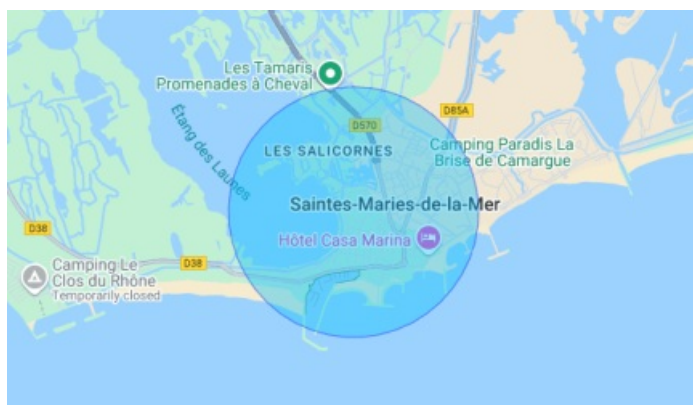 Les Tamaris
Promenades à Cheval
D85A
D570
Étang des Launes
LES SALICORNES
Camping Paradis La
Brise de Camargue
Saintes-Maries-de-la-Mer
D38
Hôtel Casa Marina
D38
Camping Le
Clos du Rhône
Temporarily closed